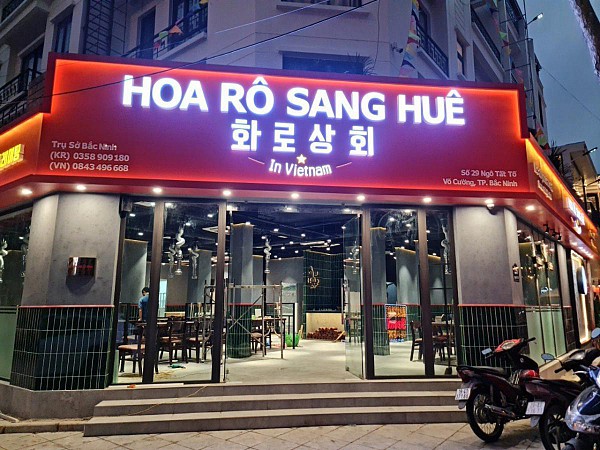 HOA RÔ SANG HUÊ
화로상회
In Vietnam
Trụ Sở Bắc Ninh
(KR) 0358 909 180
(VN) 0843 496 668
Số 29 Ngô Tất Tố
Võ Cường, TP. Bắc Ninh